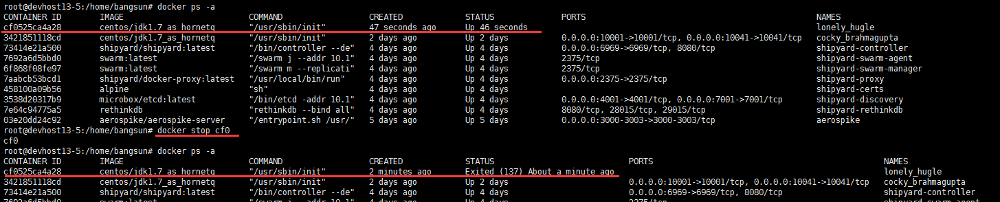 root@devhost13-5:/home/bangsun# docker ps -a
CONTAINER ID        IMAGE                          COMMAND                CREATED             STATUS              PORTS                                                NAMES
cf0525ca4a28        centos/jdk1.7_as_hornetq       "/usr/sbin/init"       47 seconds ago      Up 46 seconds                                                            lonely_hugle
3421851118cd        centos/jdk1.7_as_hornetq       "/usr/sbin/init"       2 days ago          Up 2 days           0.0.0.0:10001->10001/tcp, 0.0.0.0:10041->10041/tcp   cocky_brahmagupta
73414e21a500        shipyard/shipyard:latest       "/bin/controller --de" 4 days ago          Up 4 days           0.0.0.0:6969->6969/tcp, 8080/tcp                     shipyard-controller
7692a6d5bbd0        swarm:latest                   "/swarm j --addr 10.1" 4 days ago          Up 4 days           2375/tcp                                             shipyard-swarm-agent
6f868f08fe97        swarm:latest                   "/swarm m --replicati" 4 days ago          Up 4 days           2375/tcp                                             shipyard-swarm-manager
7aabcb53bcd1        shipyard/docker-proxy:latest   "/usr/local/bin/run"   4 days ago          Up 4 days           0.0.0.0:2375->2375/tcp                               shipyard-proxy
458100a09b56        alpine                         "sh"                   4 days ago          Up 4 days                                                                shipyard-certs
3538d20317b9        microbox/etcd:latest           "/bin/etcd -addr 10.1" 4 days ago          Up 4 days           0.0.0.0:4001->4001/tcp, 0.0.0.0:7001->7001/tcp       shipyard-discovery
7e64c94775a5        rethinkdb                      "rethinkdb --bind all" 4 days ago          Up 4 days           8080/tcp, 28015/tcp, 29015/tcp                       shipyard-rethinkdb
03e20dd24c92        aerospike/aerospike-server     "/entrypoint.sh /usr/" 5 days ago          Up 5 days           0.0.0.0:3000-3003->3000-3003/tcp                     aerospike
root@devhost13-5:/home/bangsun# docker stop cf0
cf0
root@devhost13-5:/home/bangsun# docker ps -a
CONTAINER ID        IMAGE                          COMMAND                CREATED             STATUS                            PORTS                                                NAMES
cf0525ca4a28        centos/jdk1.7_as_hornetq       "/usr/sbin/init"       2 minutes ago       Exited (137) About a minute ago                                                        lonely_hugle
3421851118cd        centos/jdk1.7_as_hornetq       "/usr/sbin/init"       2 days ago          Up 2 days                         0.0.0.0:10001->10001/tcp, 0.0.0.0:10041->10041/tcp   cocky_brahmagupta
73414e21a500        shipyard/shipyard:latest       "/bin/controller --de" 4 days ago          Up 4 days                         0.0.0.0:6969->6969/tcp, 8080/tcp                     shipyard-controller